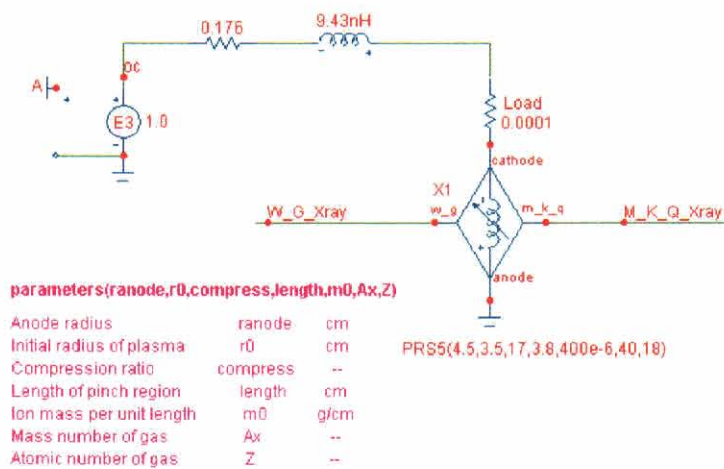 9.43nH
0.176
oc
A
E3 1.0
Load
0.0001
cathode
X1
W_G_Xray w_g m_k_q M_K_Q_Xray
anode
parameters(ranode,r0,compress,length,m0,Ax,Z)
PRS5(4.5,3.5,17,3.8,400e-6,40,18)
Anode radius ranode cm
Initial radius of plasma r0 cm
Compression ratio compress --
Length of pinch region length cm
Ion mass per unit length m0 g/cm
Mass number of gas Ax --
Atomic number of gas Z --